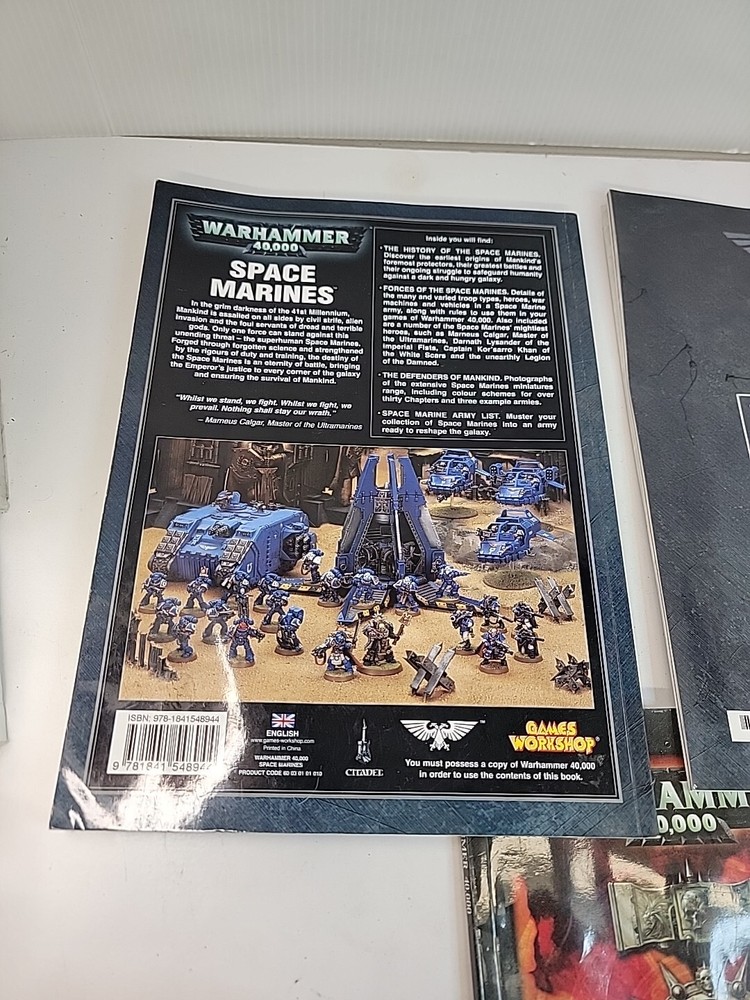 WARHAMMER
40,000
SPACE
MARINES
In the grim darkness of the 41st Millennium,
Mankind is assailed on all sides by civil strife, alien
invasion and the foul servants of dread and terrible
gods. Only one force can stand against this
unending threat – the superhuman Space Marines.
Forged through forgotten science and strengthened
by the rigours of duty and training, the destiny of
the Space Marines is an eternity of battle, bringing
the Emperor's justice to every corner of the galaxy
and ensuring the survival of Mankind.
"Whilst we stand, we fight. Whilst we fight, we
prevail. Nothing shall stay our wrath."
– Marneus Calgar, Master of the Ultramarines
Inside you will find:
• THE HISTORY OF THE SPACE MARINES.
Discover the earliest origins of Mankind's
foremost protectors, their greatest battles and
their ongoing struggle to safeguard humanity
against a dark and hungry galaxy.
• FORCES OF THE SPACE MARINES. Details of
the many and varied troop types, heroes, war
machines and vehicles in a Space Marine
army, along with rules to use them in your
games of Warhammer 40,000. Also included
are a number of the Space Marines' mightiest
heroes, such as Marneus Calgar, Master of
the Ultramarines, Darnath Lysander of the
Imperial Fists, Captain Kor'sarro Khan of
the White Scars and the unearthly Legion
of the Damned.
• THE DEFENDERS OF MANKIND. Photographs
of the extensive Space Marines miniatures
range, including colour schemes for over
thirty Chapters and three example armies.
• SPACE MARINE ARMY LIST. Muster your
collection of Space Marines into an army
ready to reshape the galaxy.
ISBN: 978-1841548944
9 781841 54894
ENGLISH
www.games-workshop.com
Printed in China
WARHAMMER 40,000
SPACE MARINES
PRODUCT CODE 60 03 01 01 010
CITADEL
TM
GAMES
WORKSHOP
You must possess a copy of Warhammer 40,000
in order to use the contents of this book.
AMM
0,000